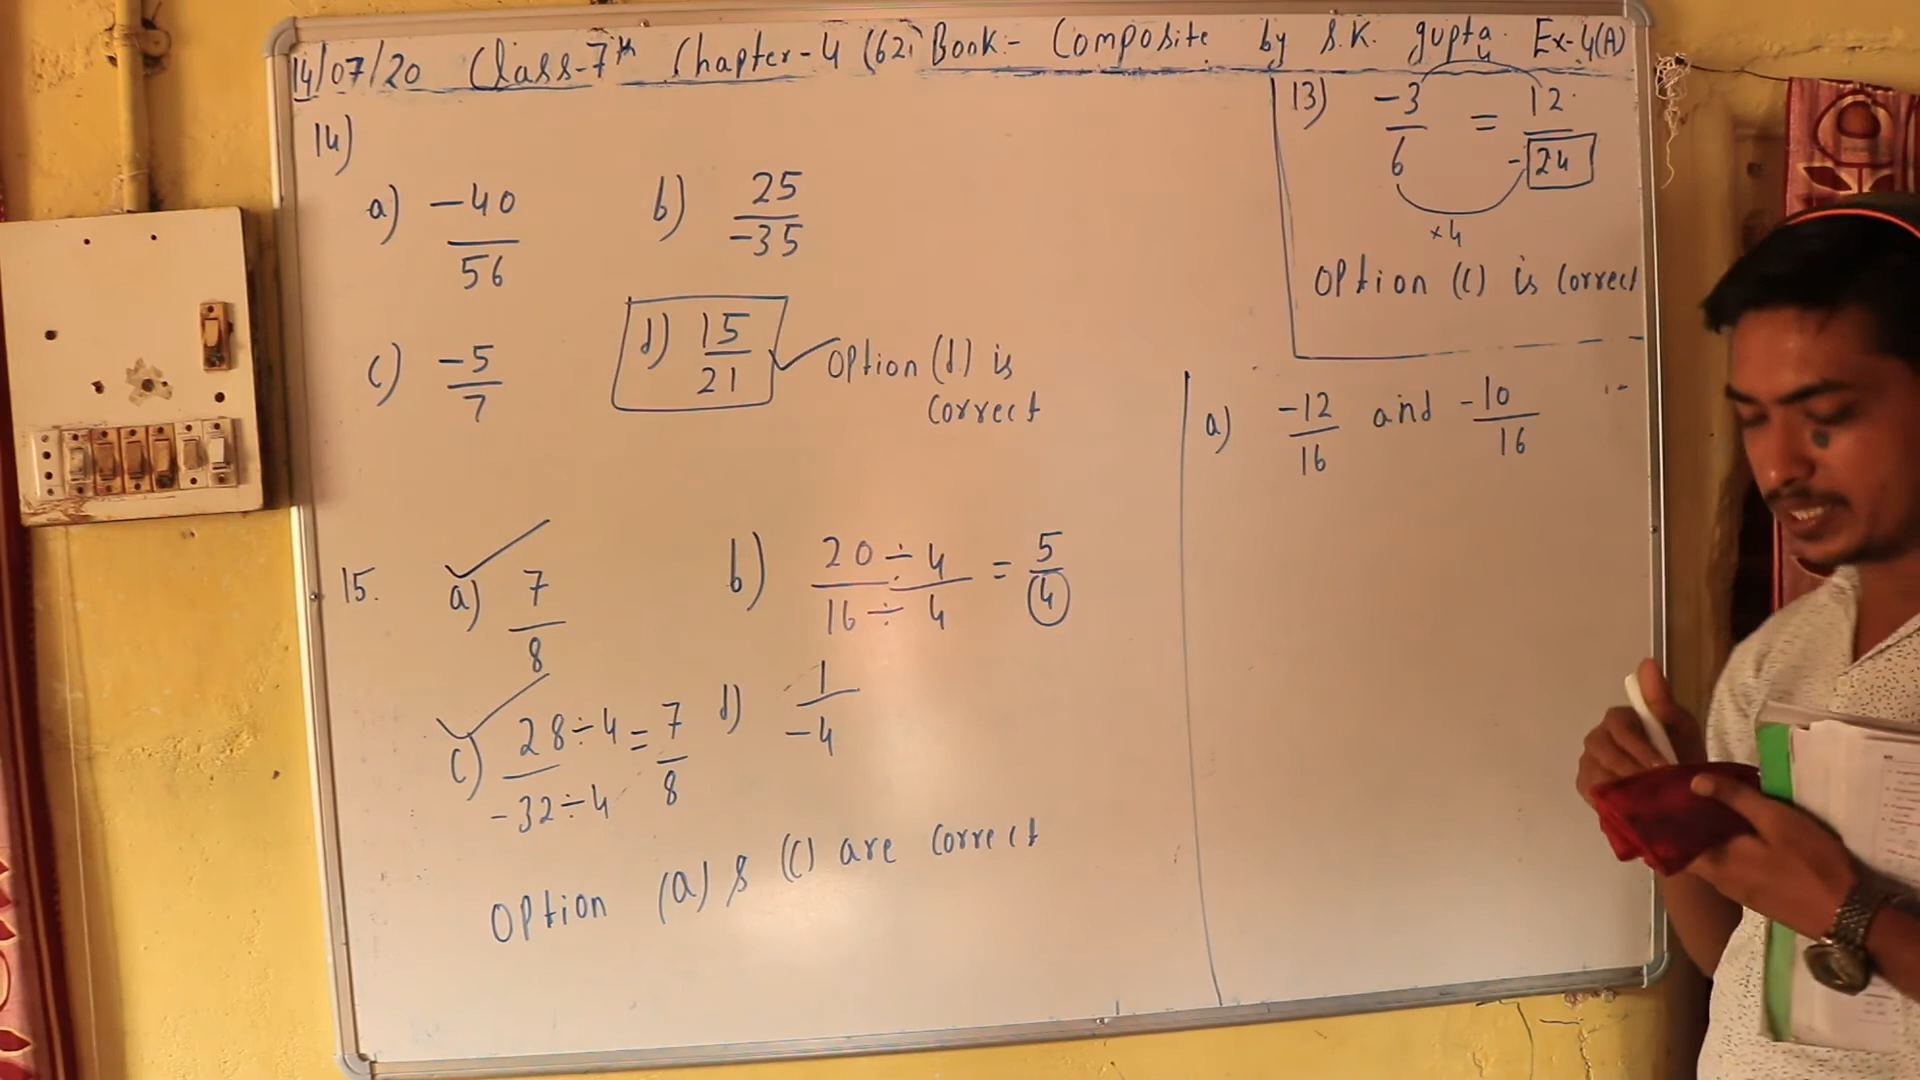 14/07/20 Class-7th Chapter-4 (62) Book:- Composite by S.K. gupta. Ex-4(A)
14)
a) -40/56 b) 25/-35
c) -5/7 d) 15/21 Option (d) is
correct
15. a) 7/8 b) 20÷4/16÷4 = 5/4
c) 28÷4/-32÷4 = 7/8 d) 1/-4
Option (a) & (c) are correct
13) -3/6 = 12/-24
4
×4
Option (c) is correct
a) -12/16 and -10/16